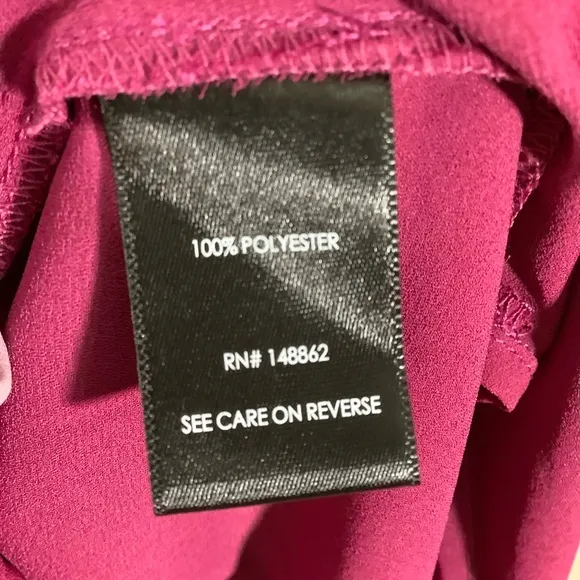 100% POLYESTER
RN# 148862
SEE CARE ON REVERSE